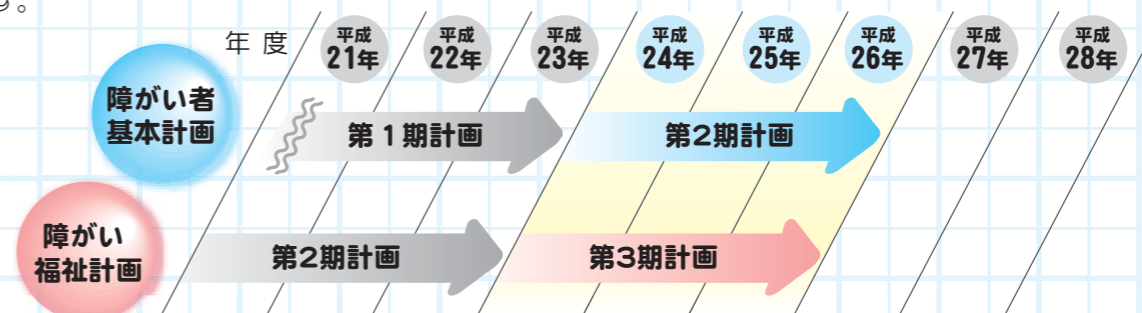 す。
年度
平成
21年
平成
22年
平成
23年
平成
24年
平成
25年
平成
26年
平成
27年
平成
28年
障がい者
基本計画
第1期計画
第2期計画
障がい
福祉計画
第2期計画
第3期計画